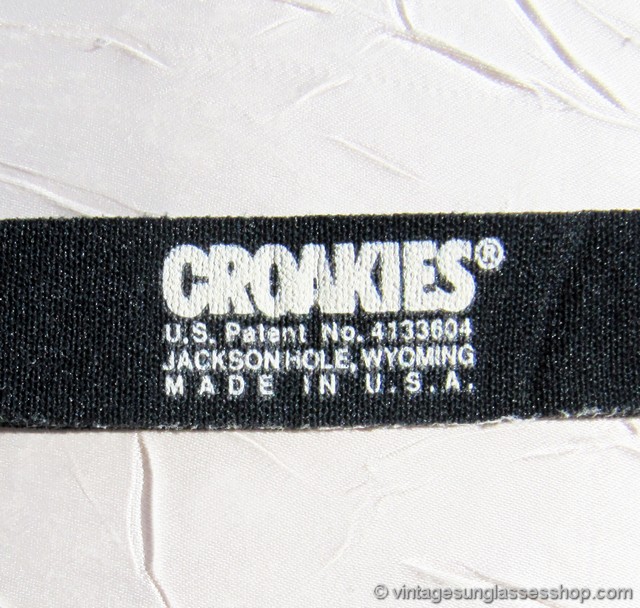 CROAKIES®
U.S. Patent No. 4133604
JACKSON HOLE, WYOMING
MADE IN U.S.A.
© vintagesunglassesshop.com